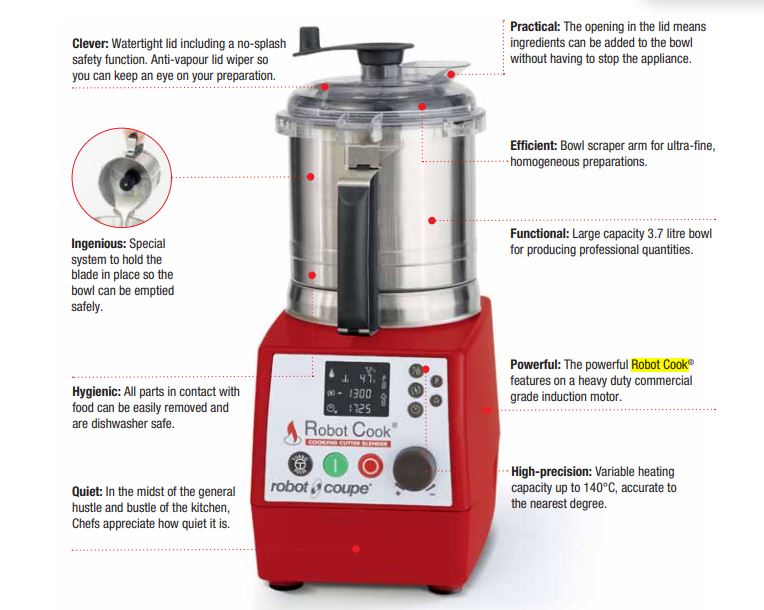 Clever: Watertight lid including a no-splash
safety function. Anti-vapour lid wiper so
you can keep an eye on your preparation.
Practical: The opening in the lid means
ingredients can be added to the bowl
without having to stop the appliance.
Efficient: Bowl scraper arm for ultra-fine,
homogeneous preparations.
Ingenious: Special
system to hold the
blade in place so the
bowl can be emptied
safely.
Functional: Large capacity 3.7 litre bowl
for producing professional quantities.
Hygienic: All parts in contact with
food can be easily removed and
are dishwasher safe.
Powerful: The powerful Robot Cook®
features on a heavy duty commercial
grade induction motor.
Quiet: In the midst of the general
hustle and bustle of the kitchen,
Chefs appreciate how quiet it is.
High-precision: Variable heating
capacity up to 140°C, accurate to
the nearest degree.
47
1300
1725
Robot Cook®
COOKING CUTTER BLENDER
robot coupe®
+ -